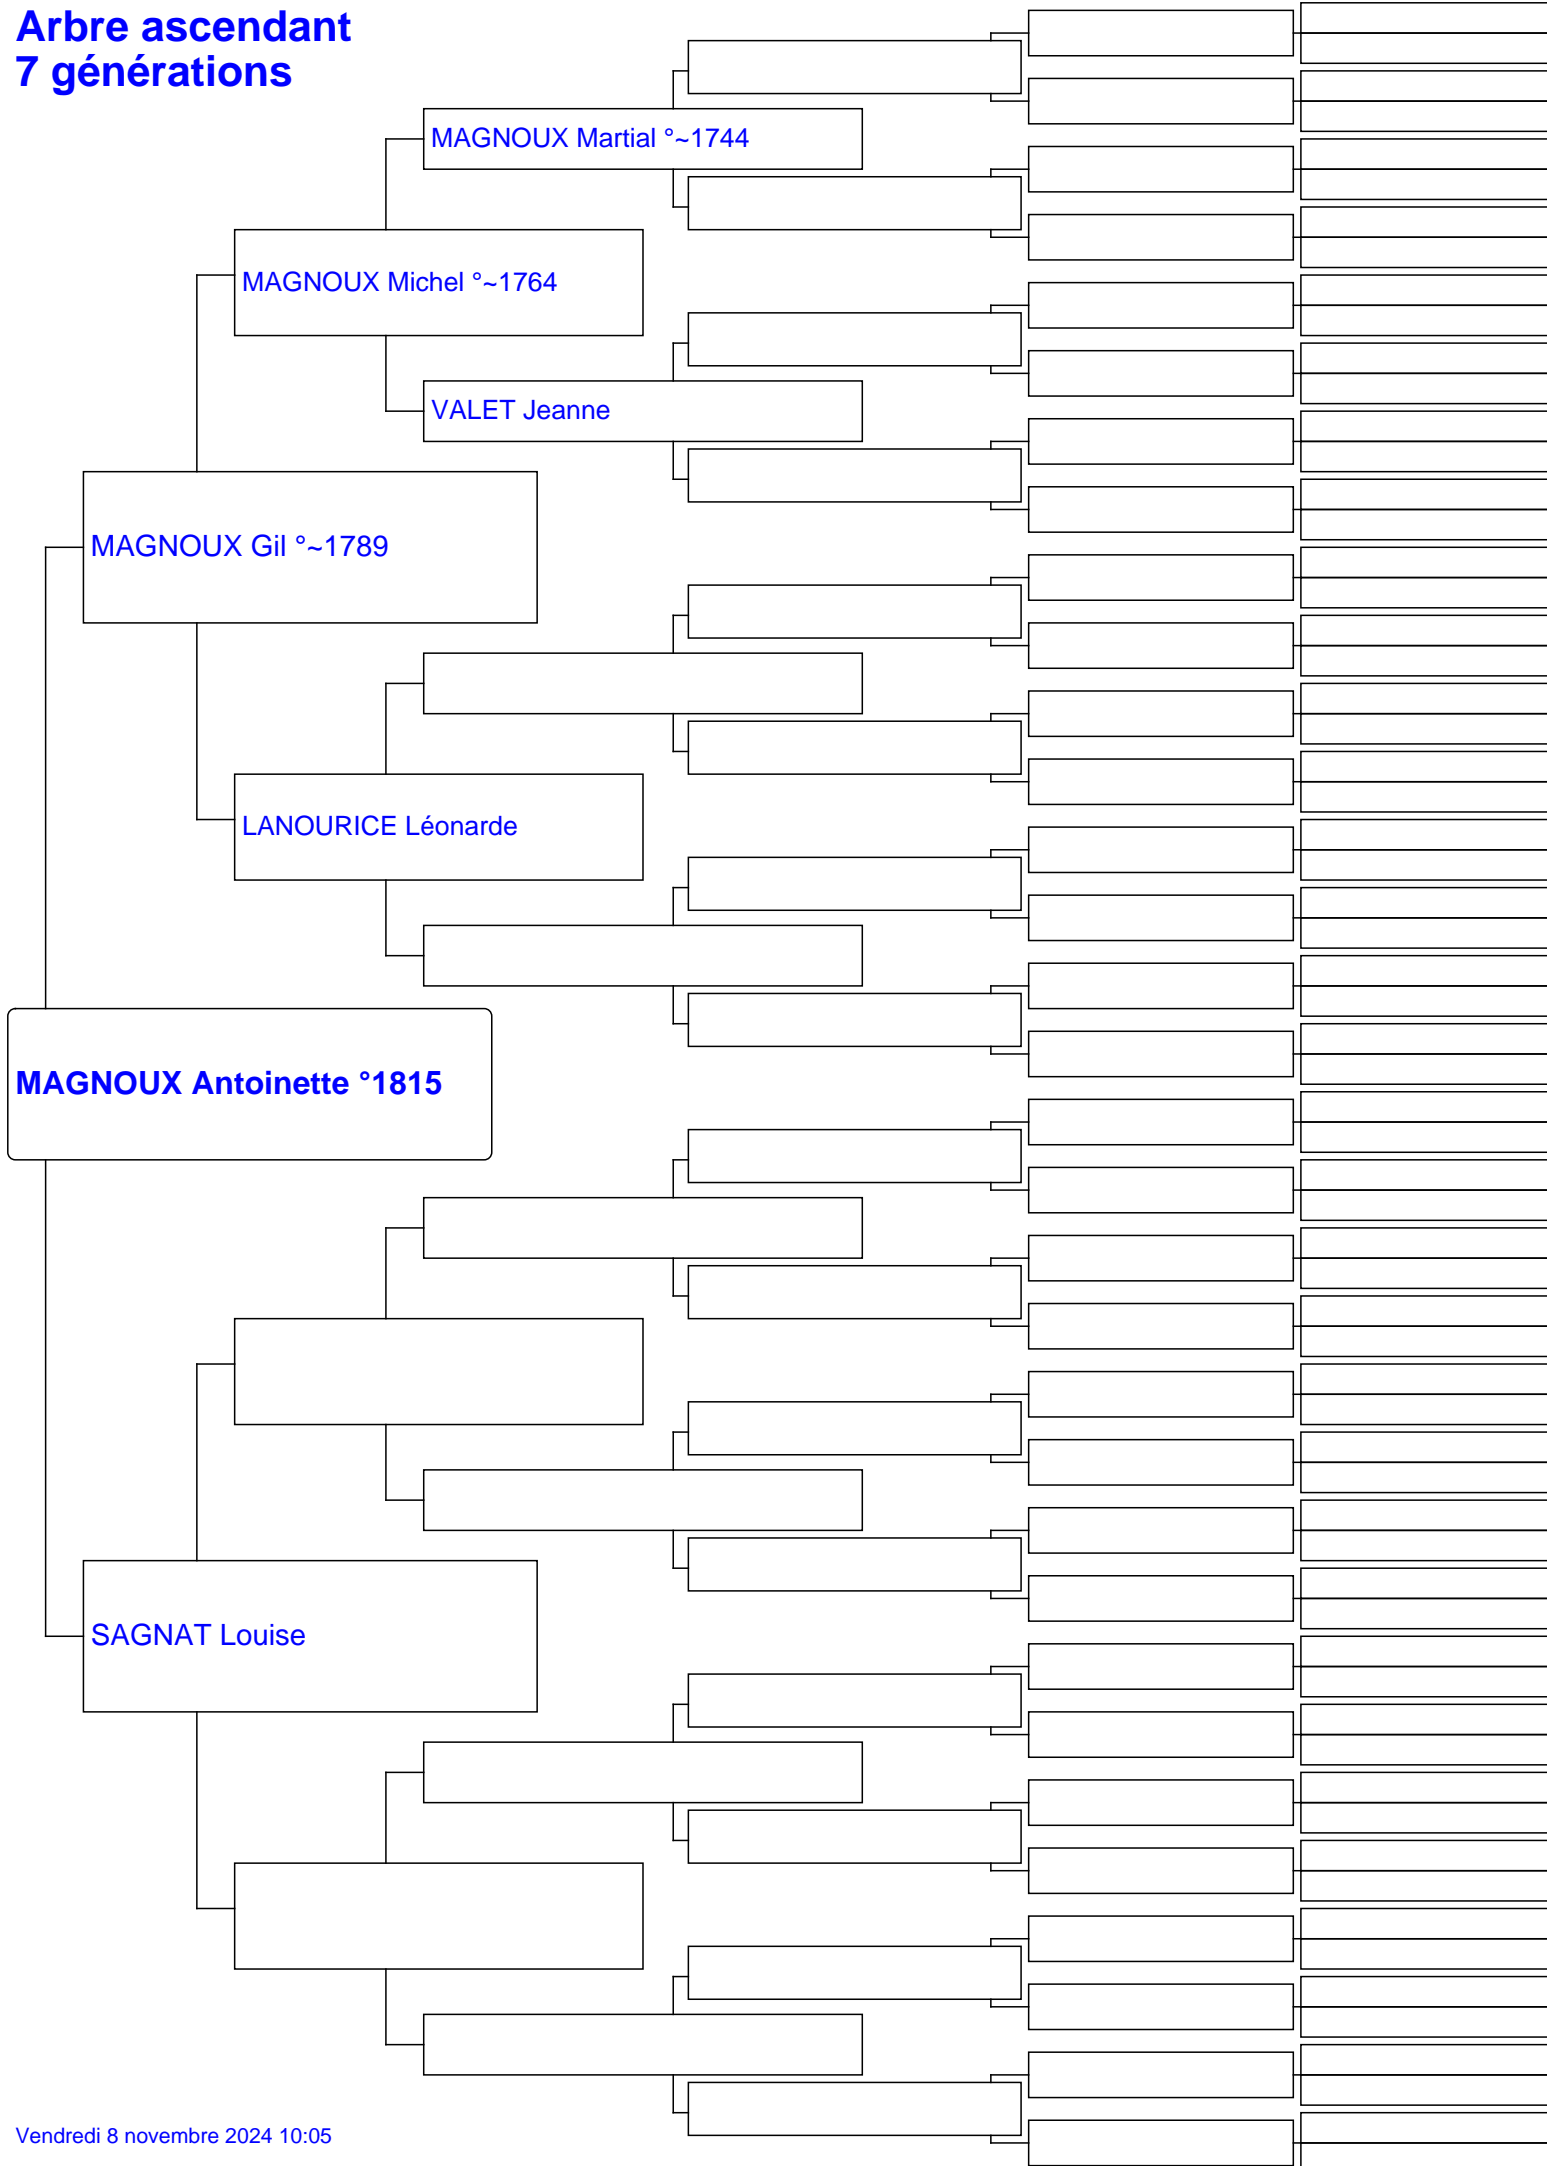 Arbre ascendant
7 générations
MAGNOUX Martial °~1744
MAGNOUX Michel °~1764
VALET Jeanne
MAGNOUX Gil °~1789
LANOURICE Léonarde
MAGNOUX Antoinette °1815
SAGNAT Louise
Vendredi 8 novembre 2024 10:05